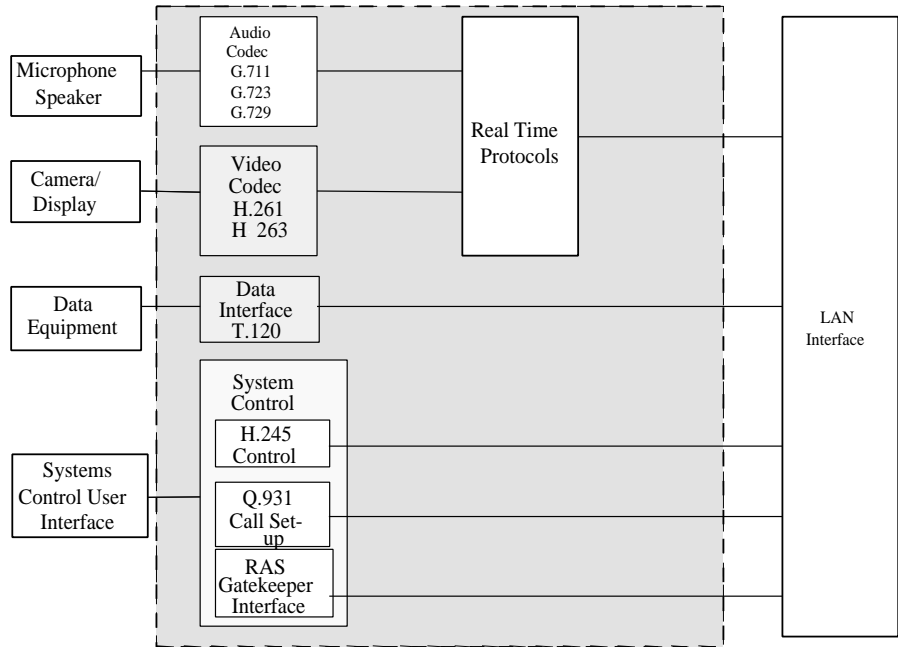 Microphone
Speaker
Camera/
Display
Data
Equipment
Systems
Control User
Interface
Audio
Codec
G.711
G.723
G.729
Video
Codec
H.261
H 263
Data
Interface
T.120
System
Control
H.245
Control
Q.931
Call Set-
up
RAS
Gatekeeper
Interface
Real Time
Protocols
LAN
Interface